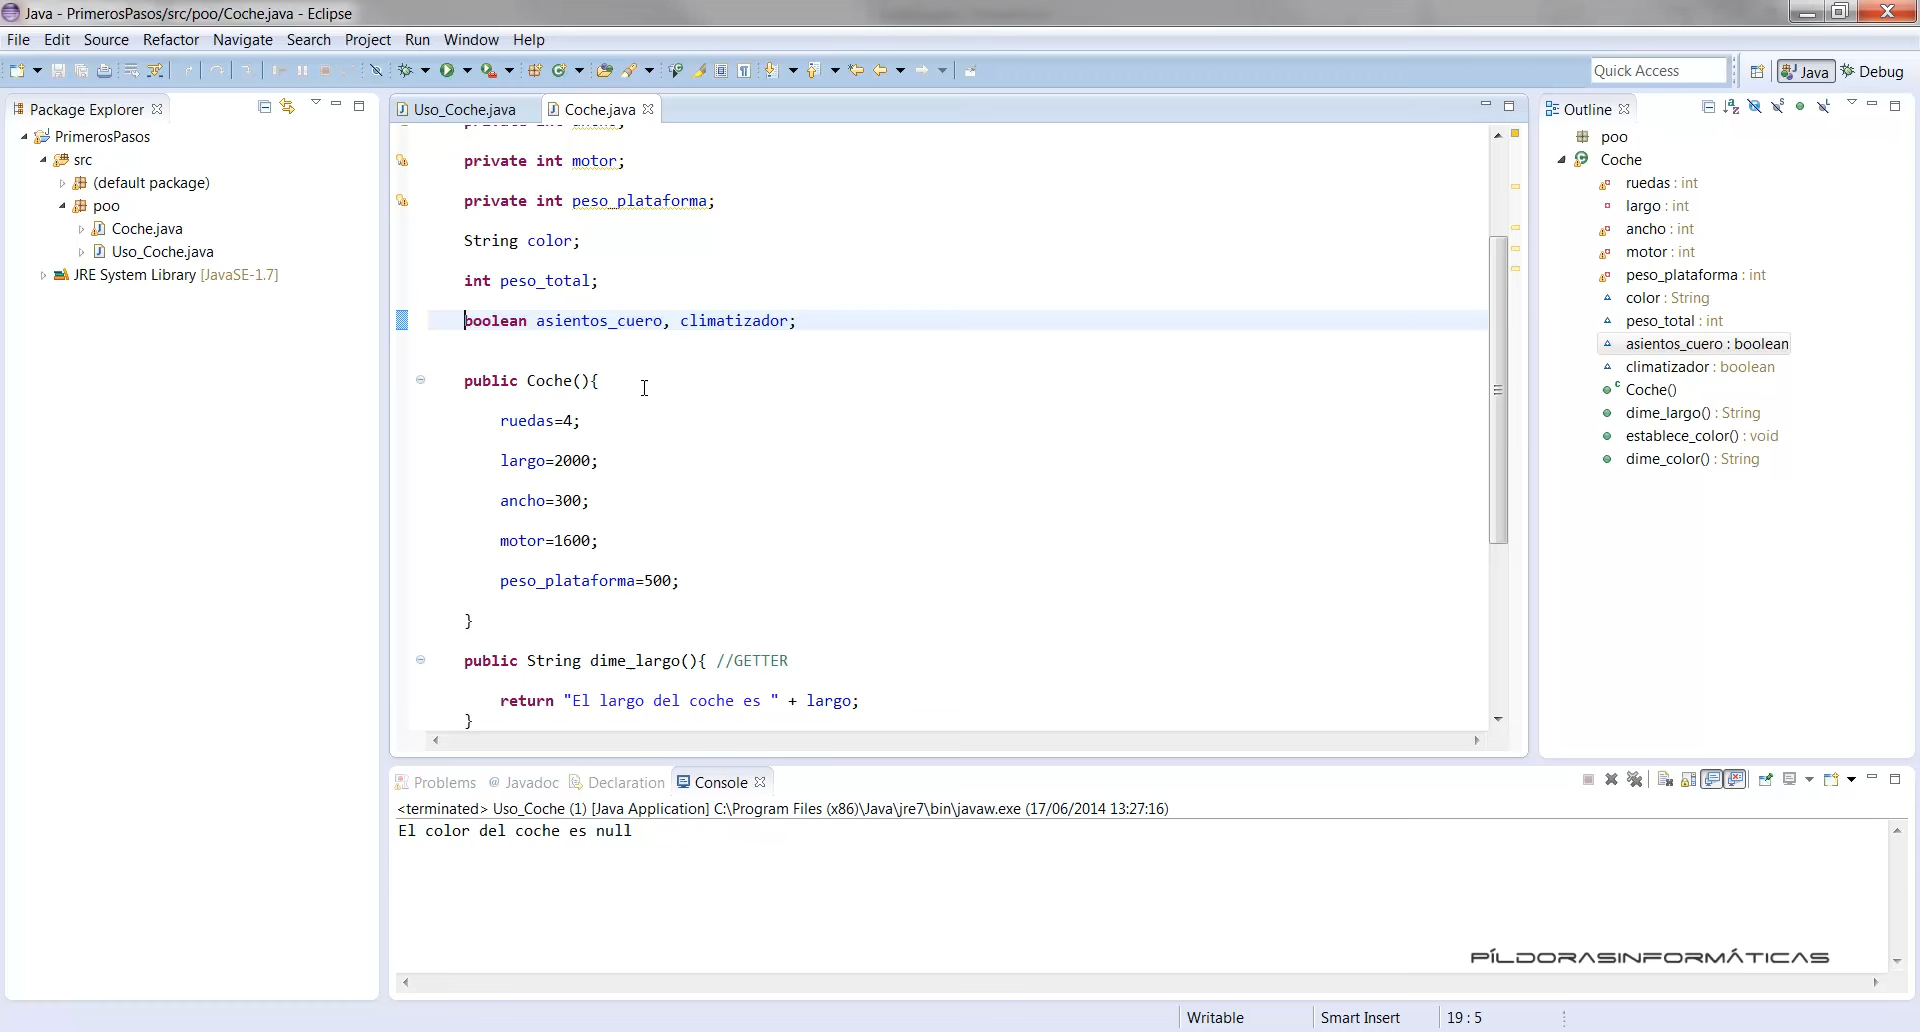 Java - PrimerosPasos/src/poo/Coche.java - Eclipse
File Edit Source Refactor Navigate Search Project Run Window Help
Quick Access
Java
Debug
Package Explorer
PrimerosPasos
src
(default package)
poo
Coche.java
Uso_Coche.java
JRE System Library [JavaSE-1.7]
Uso_Coche.java
Coche.java
private int motor;
private int peso_plataforma;
String color;
int peso_total;
boolean asientos_cuero, climatizador;
public Coche(){
ruedas=4;
largo=2000;
ancho=300;
motor=1600;
peso_plataforma=500;
}
public String dime_largo(){ //GETTER
return "El largo del coche es " + largo;
}
Outline
poo
Coche
ruedas : int
largo : int
ancho : int
motor : int
peso_plataforma : int
color : String
peso_total : int
asientos_cuero : boolean
climatizador : boolean
Coche()
dime_largo() : String
establece_color() : void
dime_color() : String
Problems @ Javadoc Declaration Console
<terminated> Uso_Coche (1) [Java Application] C:\Program Files (x86)\Java\jre7\bin\javaw.exe (17/06/2014 13:27:16)
El color del coche es null
PÍLDORASINFORMÁTICAS
Writable Smart Insert 19 : 5